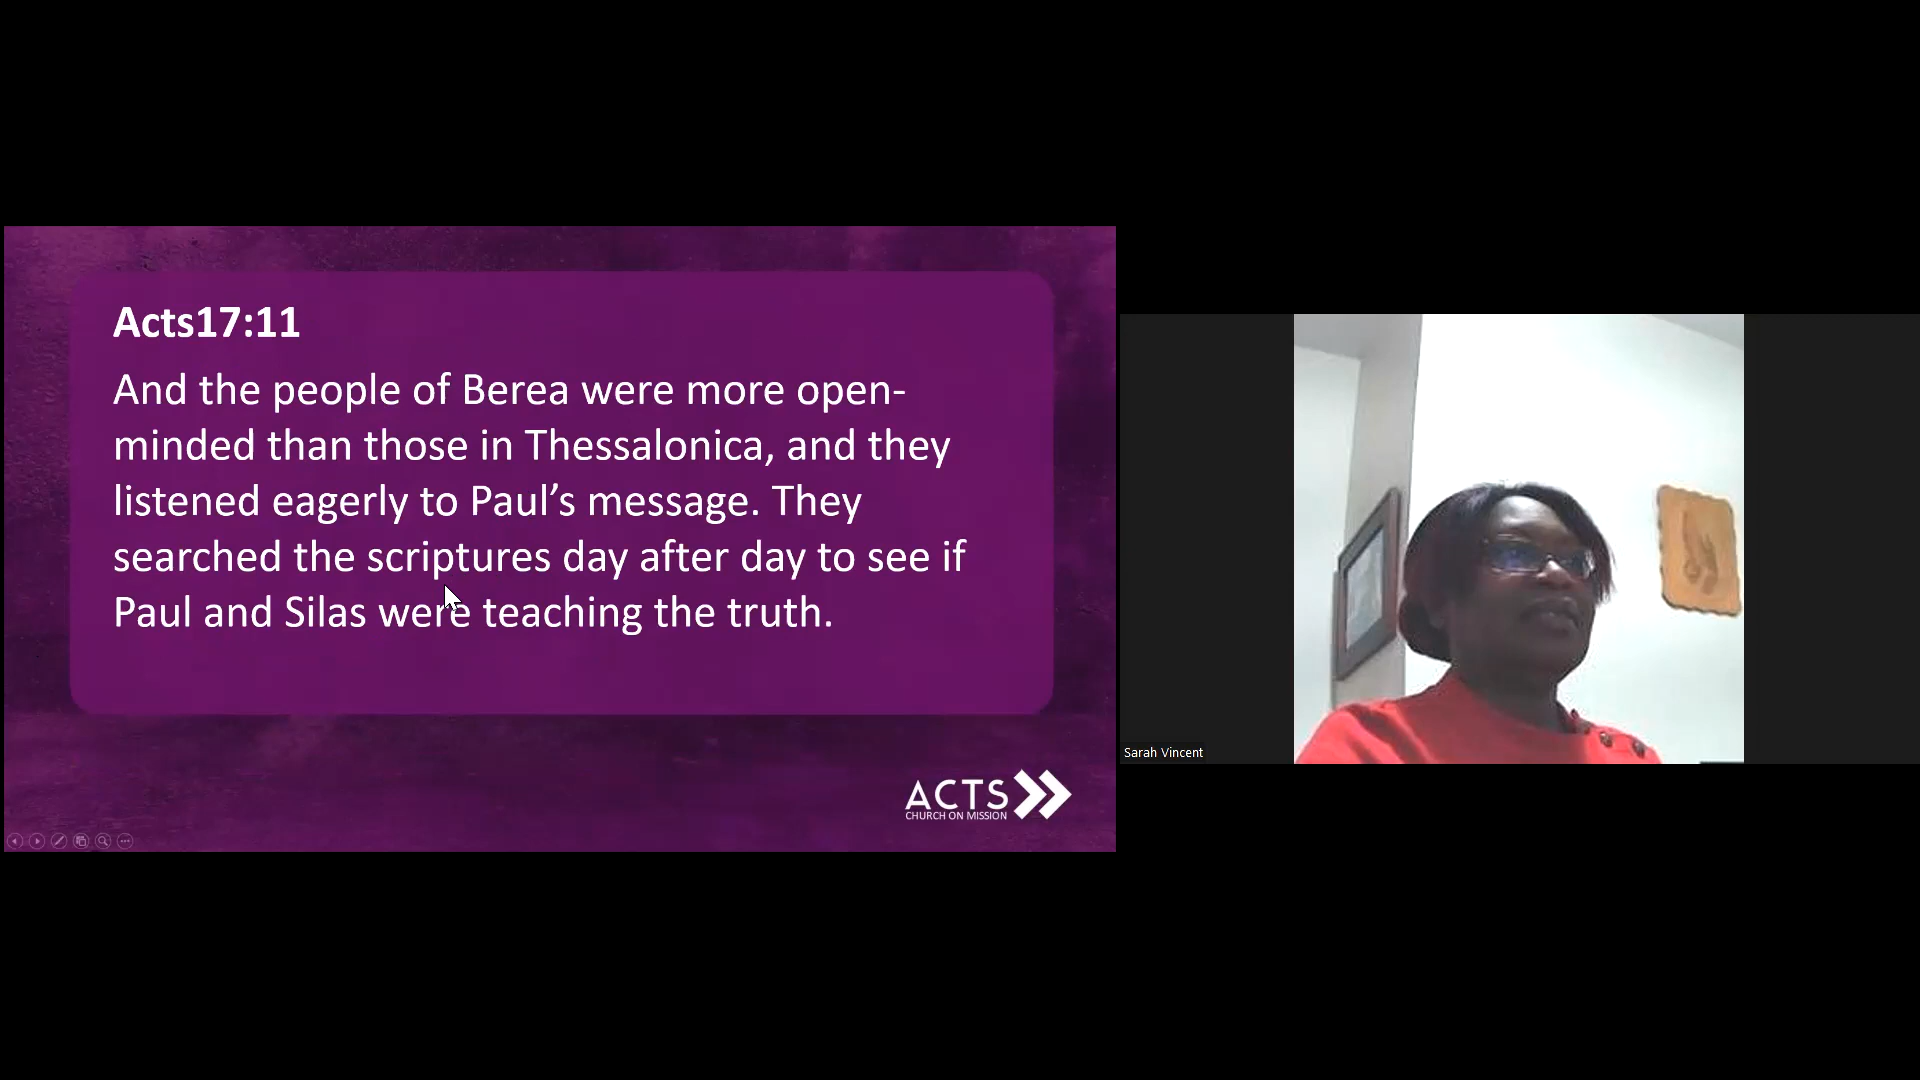 Acts17:11
And the people of Berea were more open-
minded than those in Thessalonica, and they
listened eagerly to Paul’s message. They
searched the scriptures day after day to see if
Paul and Silas were teaching the truth.
ACTS
CHURCH ON MISSION
Sarah Vincent